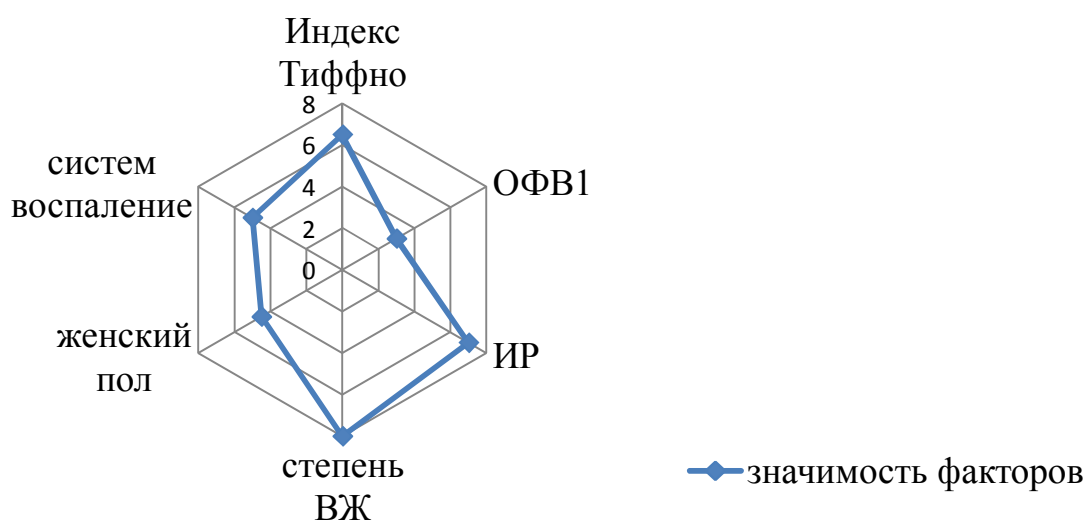 Индекс
Тиффно
8
6
4
2
0
ОФВ1
ИР
степень
ВЖ
женский
пол
систем
воспаление
значимость факторов